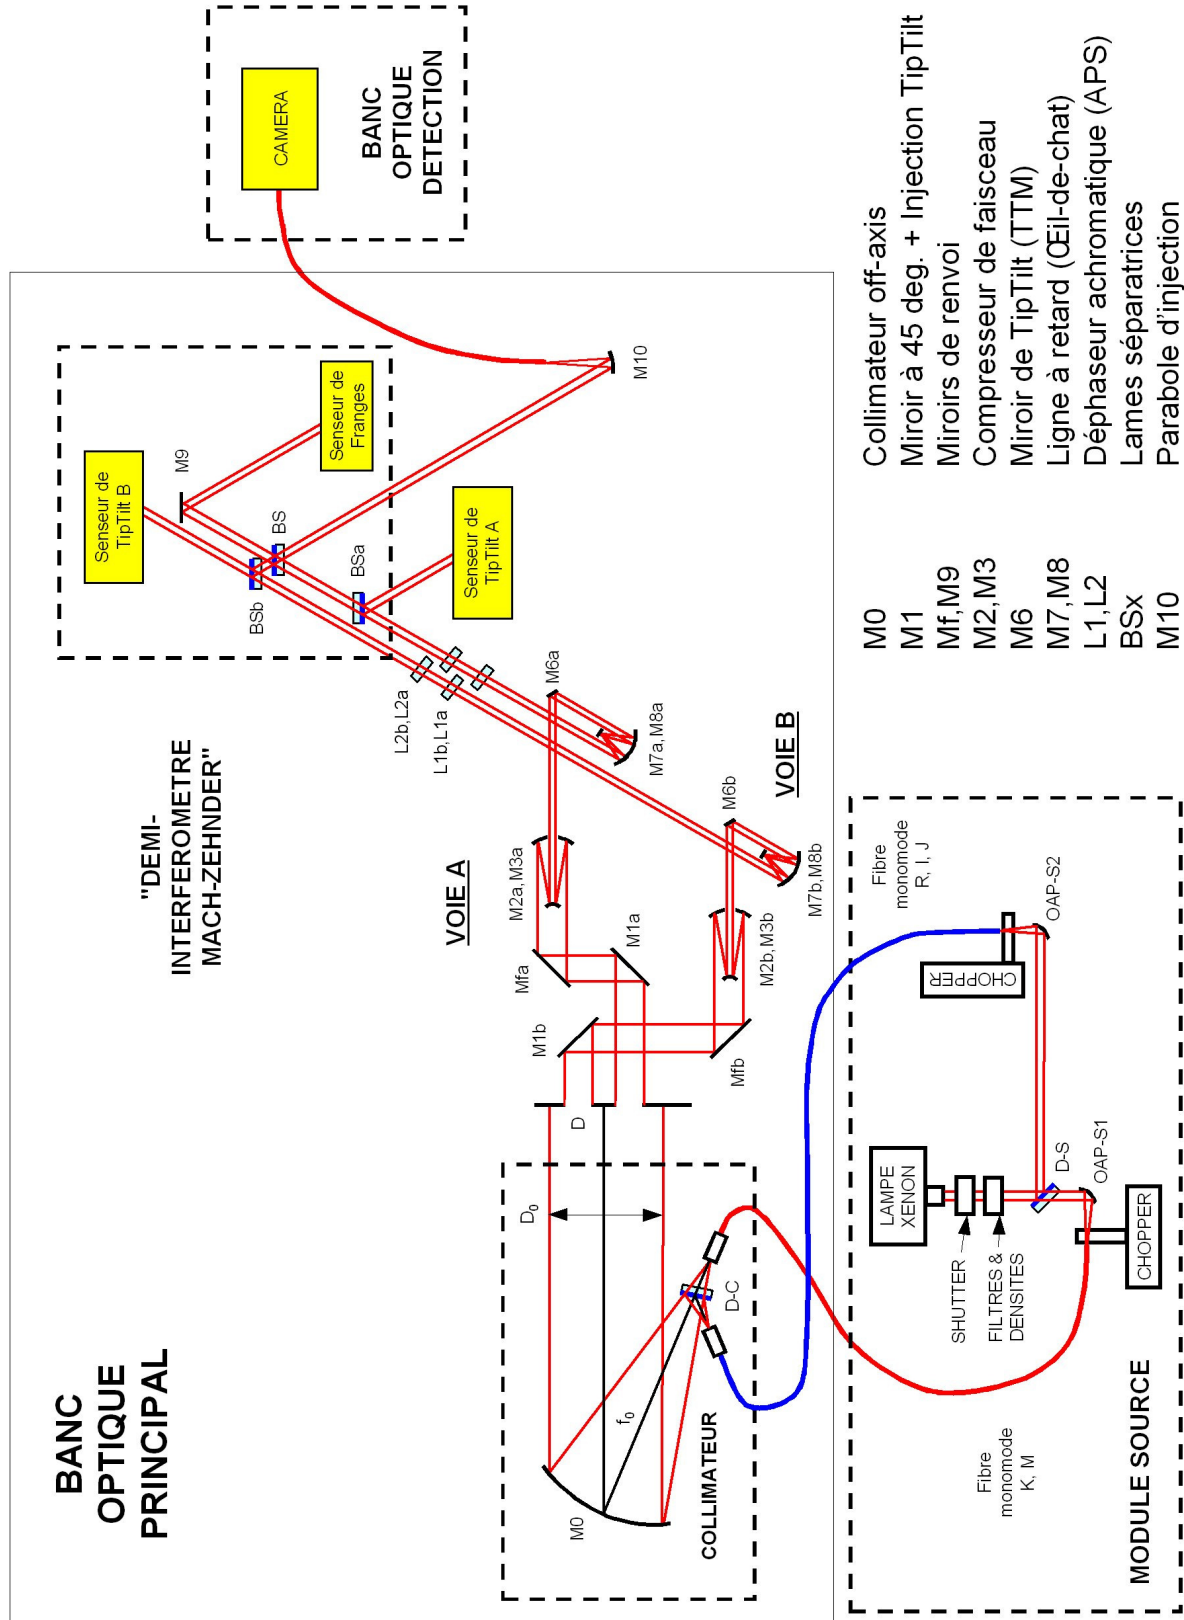 BANC
OPTIQUE
PRINCIPAL
"DEMI-
INTERFEROMETRE
MACH-ZEHNDER"
Senseur de
TipTilt B
M9
Senseur de
Franges
BSb
BS
BSa
Senseur de
TipTilt A
M10
CAMERA
BANC
OPTIQUE
DETECTION
L2b,L2a
L1b,L1a
M6a
M7a,M8a
VOIE A
M2a,M3a
Mfa
M1a
M1b
Mfb
M2b,M3b
M6b
M7b,M8b
VOIE B
D
D0
M0
f0
D-C
COLLIMATEUR
Fibre
monomode
K, M
Fibre
monomode
R, I, J
LAMPE
XENON
SHUTTER
FILTRES &
DENSITES
D-S
OAP-S1
CHOPPER
CHOPPER
OAP-S2
MODULE SOURCE
M0 Collimateur off-axis
M1 Miroir à 45 deg. + Injection TipTilt
Mf,M9 Miroirs de renvoi
M2,M3 Compresseur de faisceau
M6 Miroir de TipTilt (TTM)
M7,M8 Ligne à retard (Œil-de-chat)
L1,L2 Déphaseur achromatique (APS)
BSx Lames séparatrices
M10 Parabole d'injection